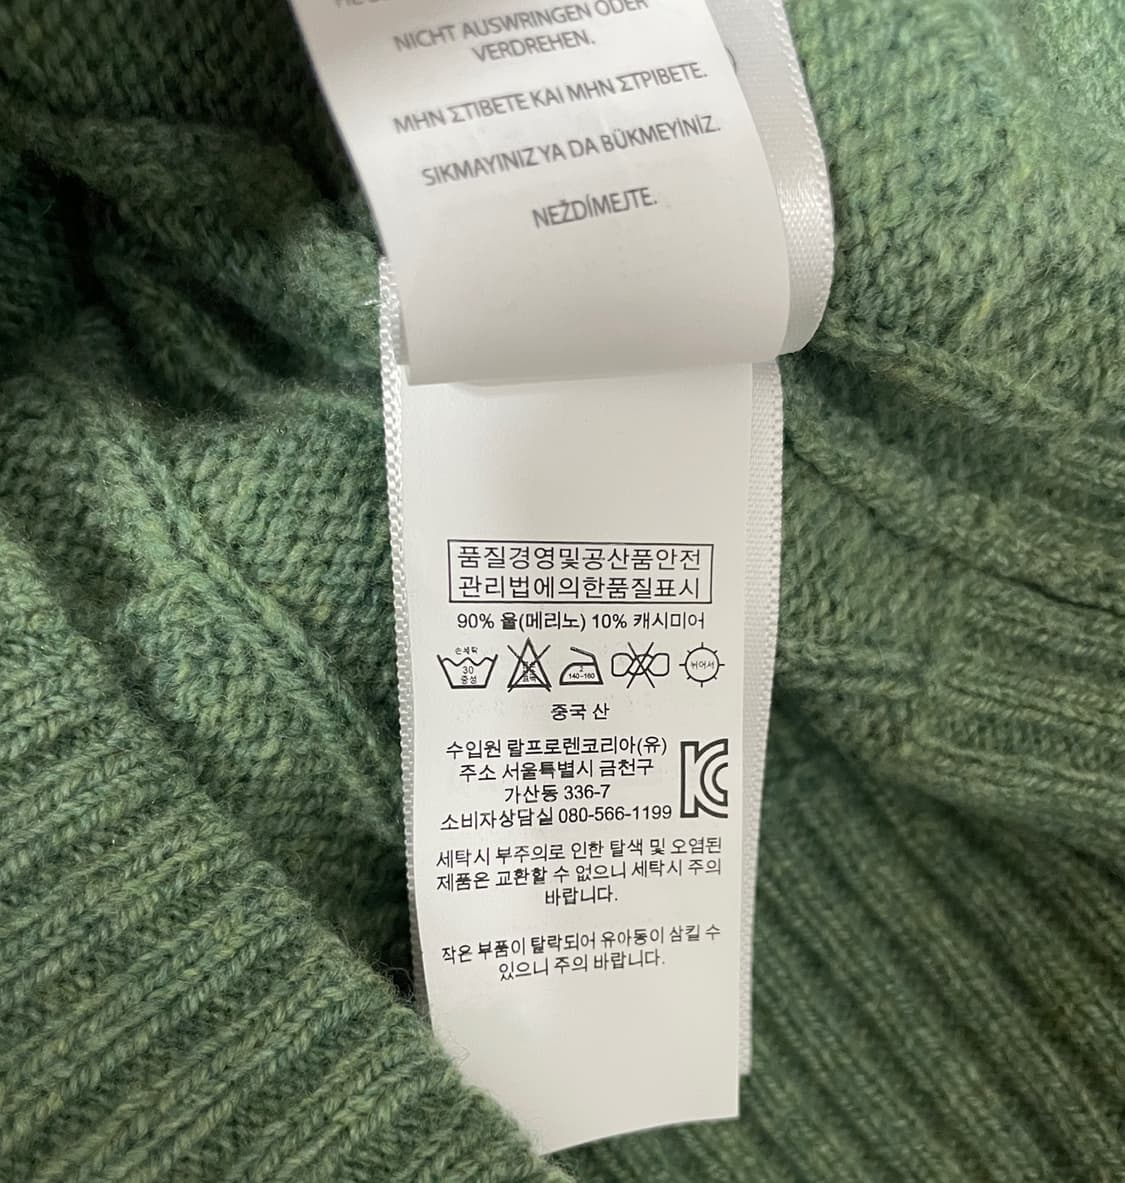 NICHT AUSWRINGEN ODER
VERDREHEN.
ΜΗΝ ΣΤΙΒΕΤΕ ΚΑΙ ΜΗΝ ΣΤΡΙΒΕΤΕ.
SIKMAYINIZ YA DA BÜKMEYİNİZ.
NEŽDÍMEJTE.
품질경영및공산품안전
관리법에의한품질표시
90% 울(메리노) 10% 캐시미어
손세탁
30
중성
2
140~160
뉘어서
중국 산
수입원 랄프로렌코리아(유)
주소 서울특별시 금천구
가산동 336-7
소비자상담실 080-566-1199
세탁시 부주의로 인한 탈색 및 오염된
제품은 교환할 수 없으니 세탁시 주의
바랍니다.
작은 부품이 탈락되어 유아동이 삼킬 수
있으니 주의 바랍니다.